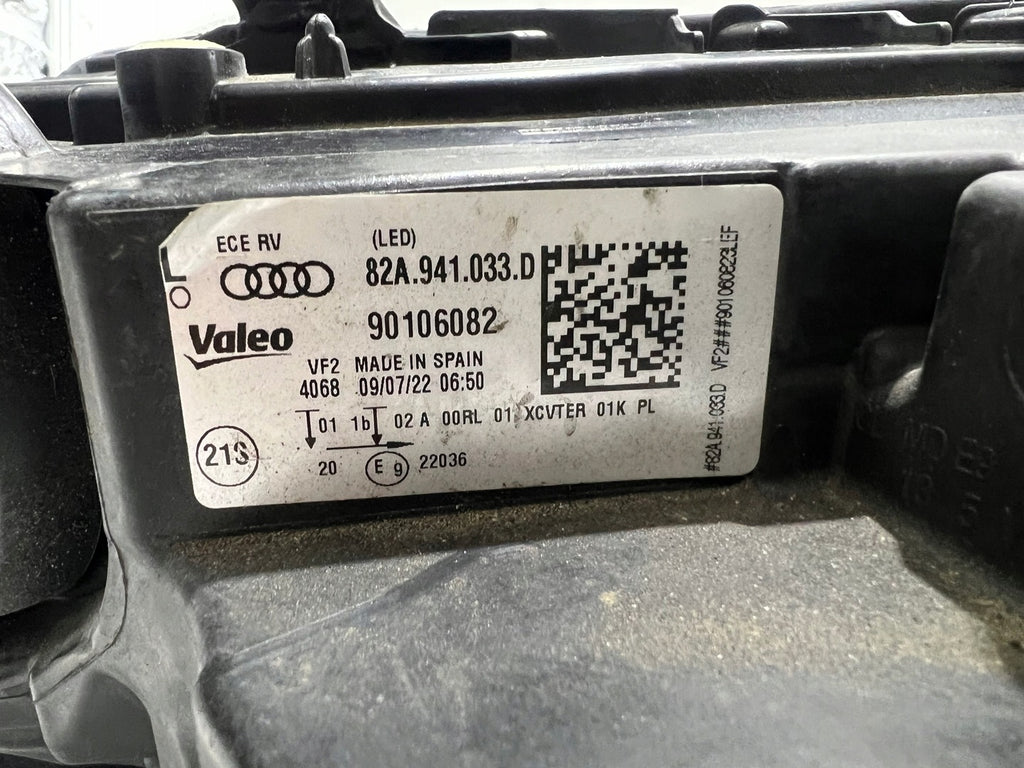 ECE RV (LED)
L
82A.941.033.D
Valeo 90106082
VF2 MADE IN SPAIN
4068 09/07/22 06:50
01 1b 02 A 00RL 01 XCVTER 01K PL
21S
20 E 9 22036
#82A.941.033.D VF2###90106082